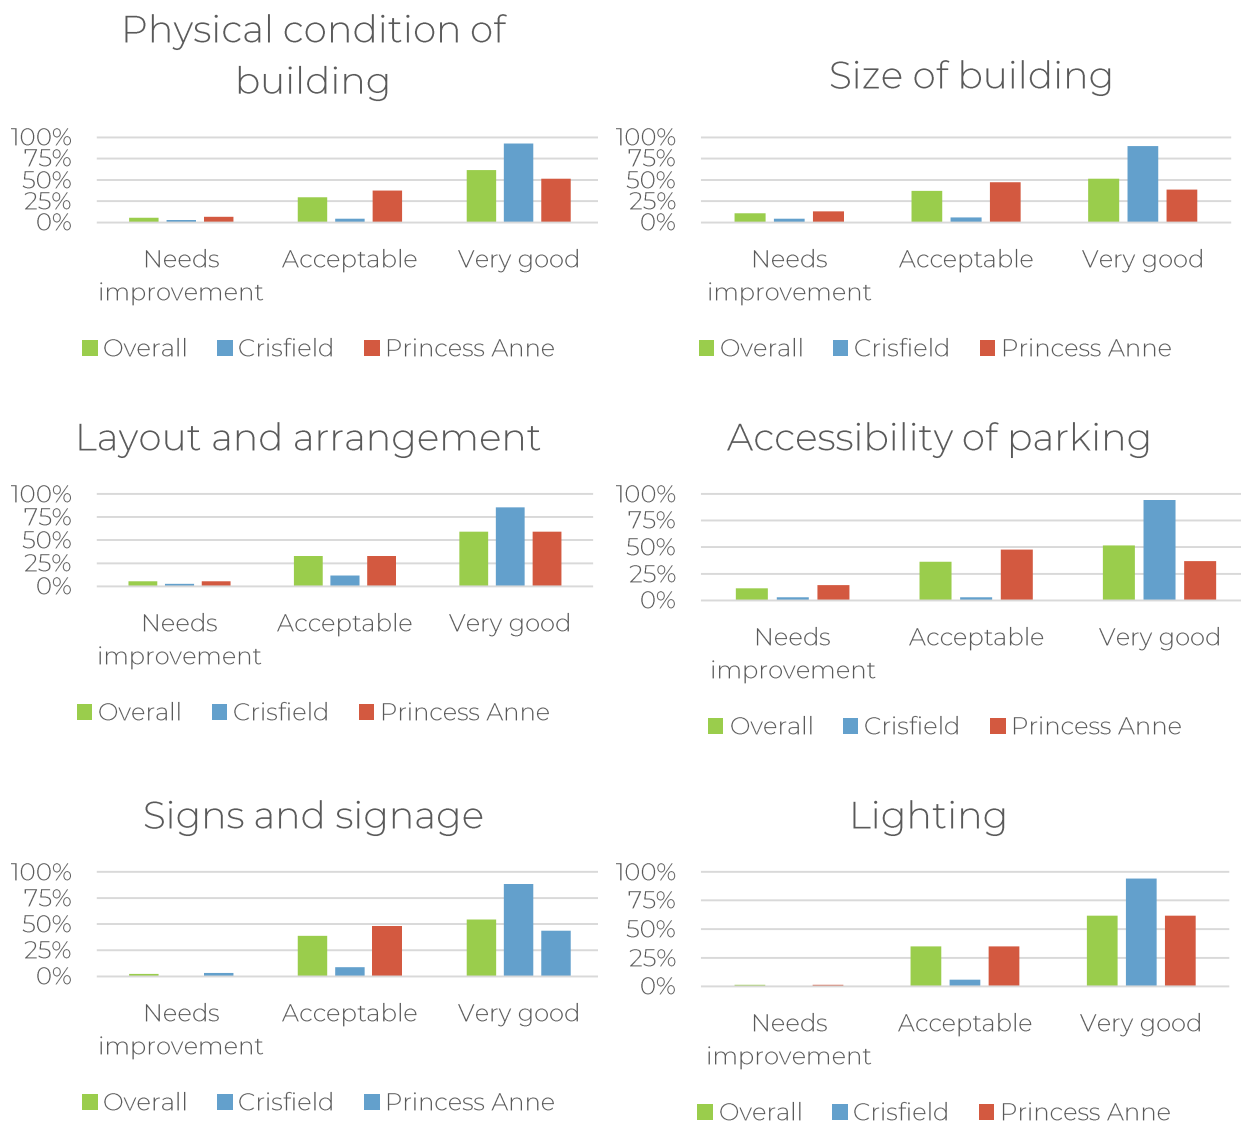 Physical condition of
building
100%
75%
50%
25%
0%
Needs
improvement
Acceptable
Very good
Overall Crisfield Princess Anne
Size of building
100%
75%
50%
25%
0%
Needs
improvement
Acceptable
Very good
Overall Crisfield Princess Anne
Layout and arrangement
100%
75%
50%
25%
0%
Needs
improvement
Acceptable
Very good
Overall Crisfield Princess Anne
Accessibility of parking
100%
75%
50%
25%
0%
Needs
improvement
Acceptable
Very good
Overall Crisfield Princess Anne
Signs and signage
100%
75%
50%
25%
0%
Needs
improvement
Acceptable
Very good
Overall Crisfield Princess Anne
Lighting
100%
75%
50%
25%
0%
Needs
improvement
Acceptable
Very good
Overall Crisfield Princess Anne